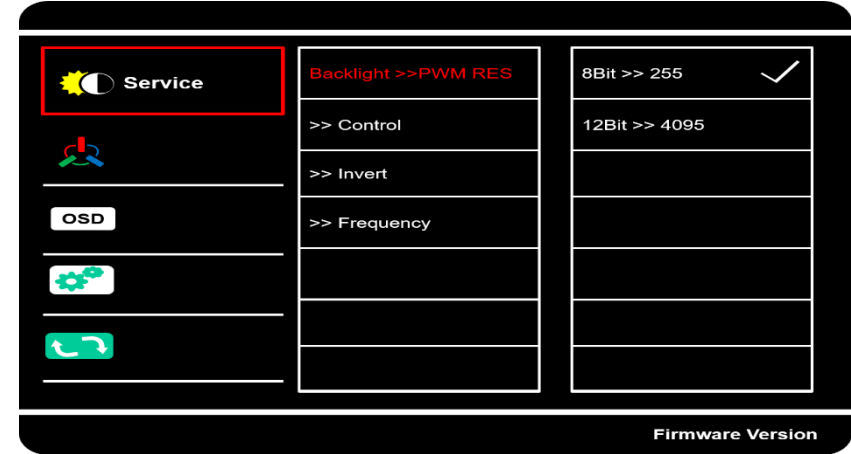 Service
OSD
Backlight >>PWM RES
>> Control
>> Invert
>> Frequency
8Bit >> 255
12Bit >> 4095
Firmware Version